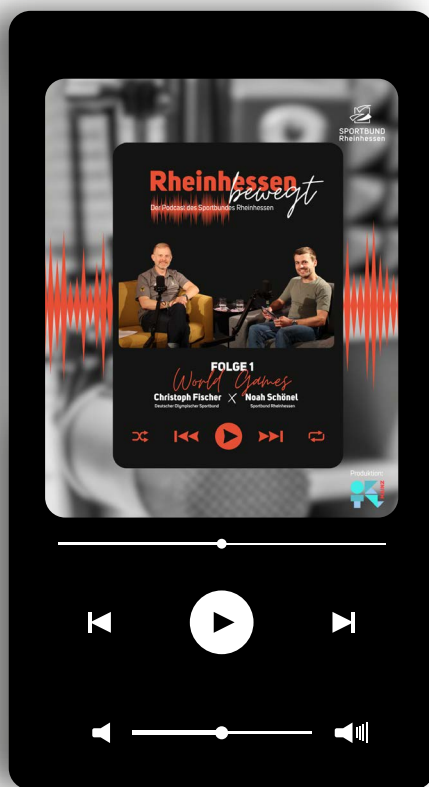 SPORTBUND
Rheinhessen
Rheinhessen
bewegt
Der Podcast des Sportbundes Rheinhessen
FOLGE 1
World Games
Christoph Fischer X Noah Schönel
Deutscher Olympischer Sportbund Sportbund Rheinhessen
Produktion:
MAINZ